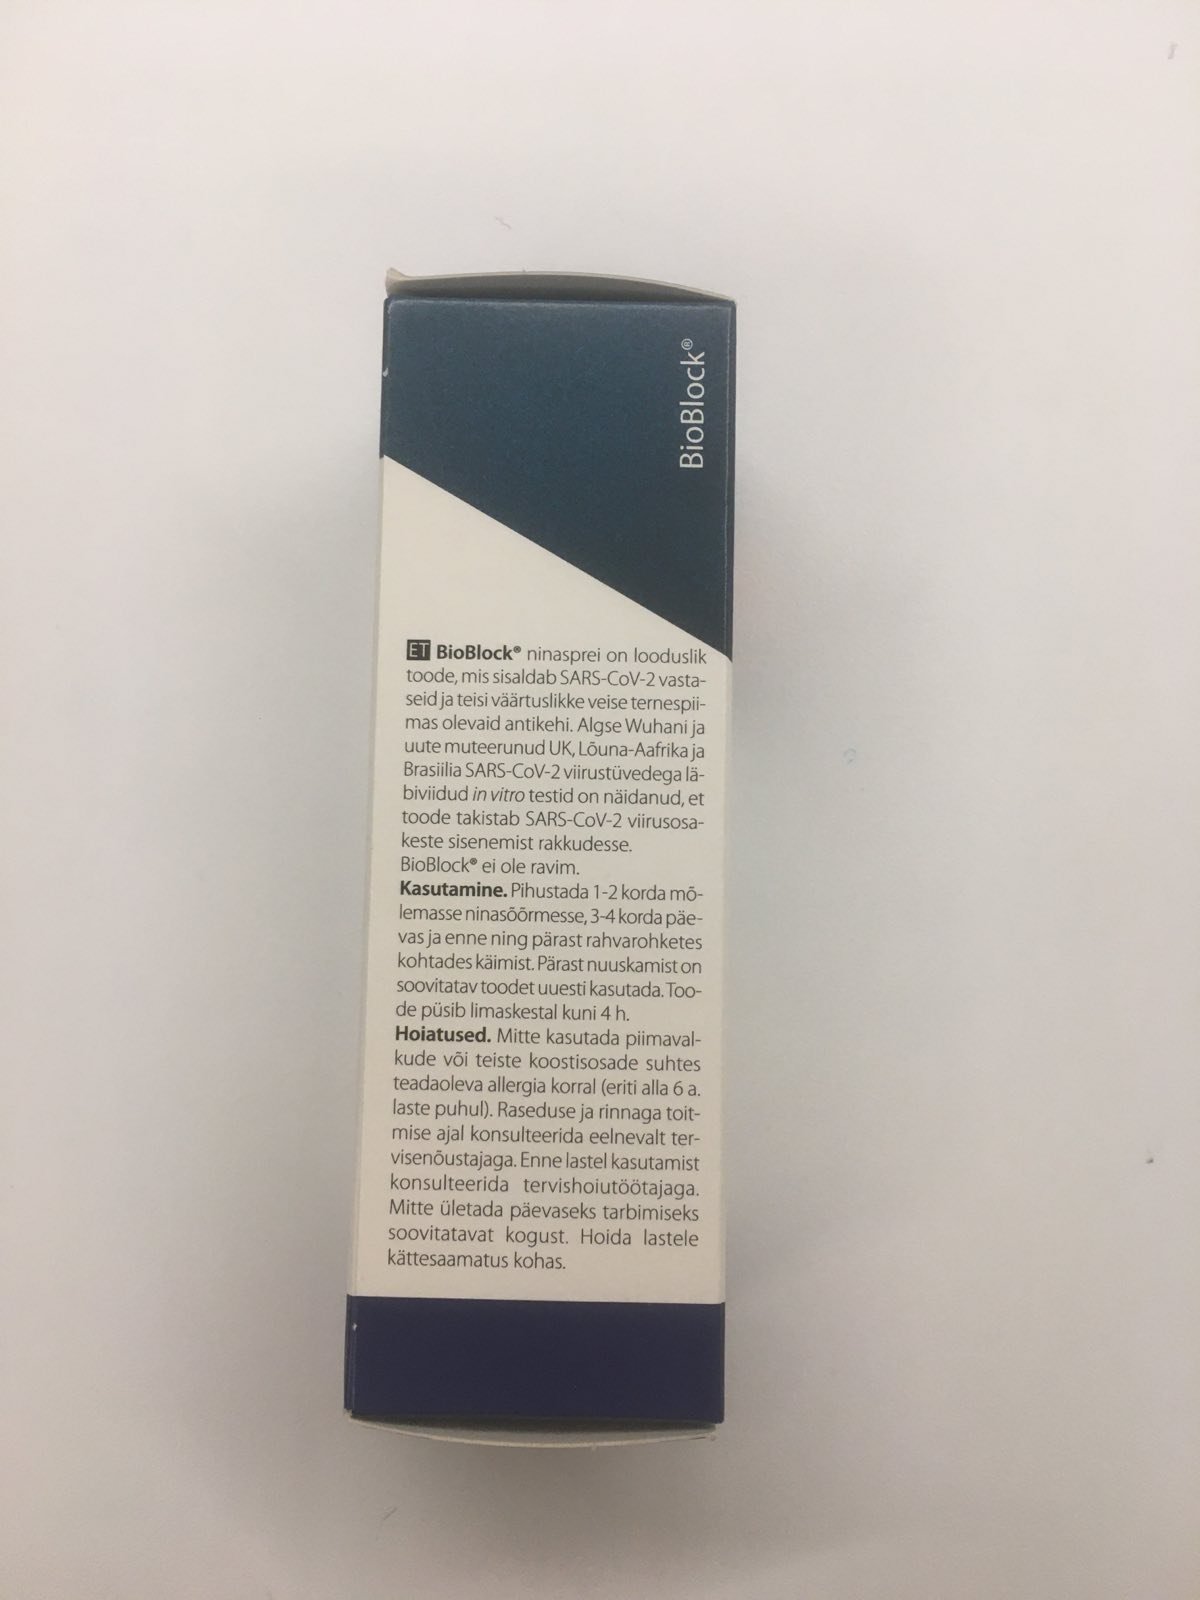 BioBlock®
ET BioBlock® ninasprei on looduslik
toode, mis sisaldab SARS-CoV-2 vasta-
seid ja teisi väärtuslikke veise ternespii-
mas olevaid antikehi. Algse Wuhani ja
uute muteerunud UK, Lõuna-Aafrika ja
Brasiilia SARS-CoV-2 viirustüvedega lä-
biviidud in vitro testid on näidanud, et
toode takistab SARS-CoV-2 viirusosa-
keste sisenemist rakkudesse.
BioBlock® ei ole ravim.
Kasutamine. Pihustada 1-2 korda mõ-
lemasse ninasõõrmesse, 3-4 korda päe-
vas ja enne ning pärast rahvarohketes
kohtades käimist. Pärast nuuskamist on
soovitatav toodet uuesti kasutada. Too-
de püsib limaskestal kuni 4 h.
Hoiatused. Mitte kasutada piimaval-
kude või teiste koostisosade suhtes
teadaoleva allergia korral (eriti alla 6 a.
laste puhul). Raseduse ja rinnaga toit-
mise ajal konsulteerida eelnevalt ter-
visenõustajaga. Enne lastel kasutamist
konsulteerida tervishoiutöötajaga.
Mitte ületada päevaseks tarbimiseks
soovitatavat kogust. Hoida lastele
kättesaamatus kohas.